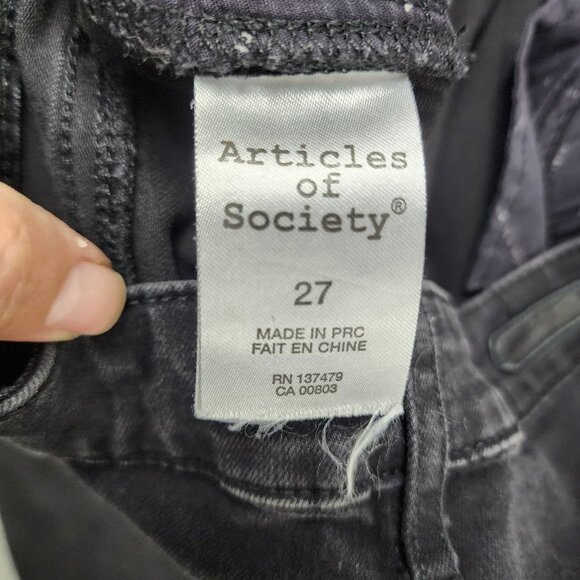 Articles
of
Society®
27
MADE IN PRC
FAIT EN CHINE
RN 137479
CA 00803